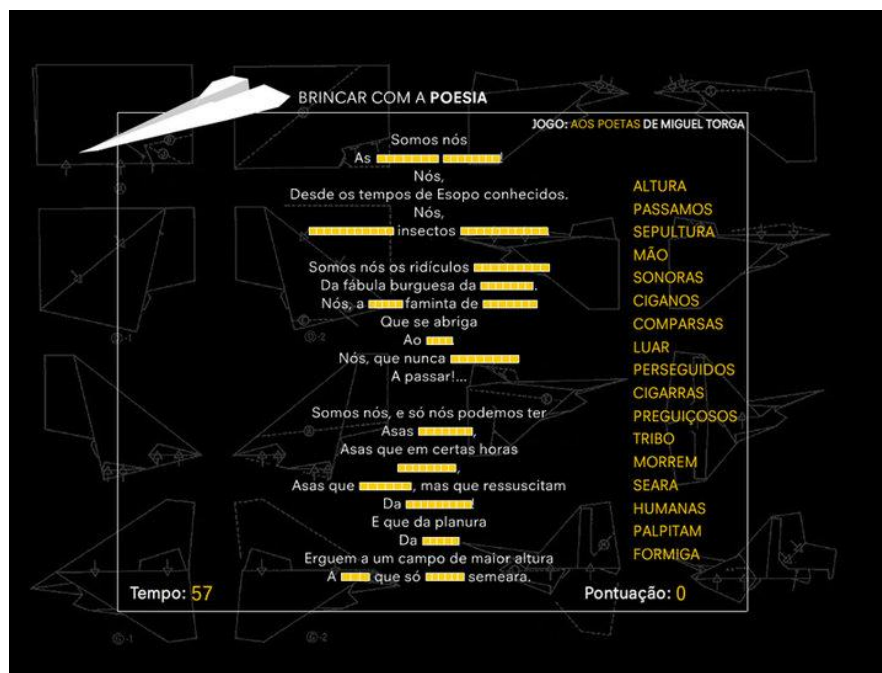 BRINCAR COM A POESIA
JOGO: AOS POETAS DE MIGUEL TORGA
Somos nós
As !
Nós,
Desde os tempos de Esopo conhecidos.
Nós,
insectos
Somos nós os ridículos
Da fábula burguesa da .
Nós, a faminta de
Que se abriga
Ao
Nós, que nunca
A passar!...
Somos nós, e só nós podemos ter
Asas ,
Asas que em certas horas
,
Asas que , mas que ressuscitam
Da !
E que da planura
Da
Erguem a um campo de maior altura
A que só semeara.
ALTURA
PASSAMOS
SEPULTURA
MÃO
SONORAS
CIGANOS
COMPARSAS
LUAR
PERSEGUIDOS
CIGARRAS
PREGUIÇOSOS
TRIBO
MORREM
SEARA
HUMANAS
PALPITAM
FORMIGA
Tempo: 57
Pontuação: 0